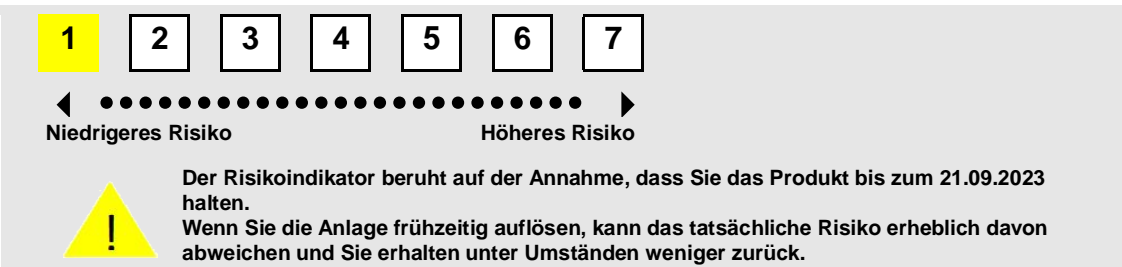 1 2 3 4 5 6 7
Niedrigeres Risiko Höheres Risiko
Der Risikoindikator beruht auf der Annahme, dass Sie das Produkt bis zum 21.09.2023
halten.
Wenn Sie die Anlage frühzeitig auflösen, kann das tatsächliche Risiko erheblich davon
! abweichen und Sie erhalten unter Umständen weniger zurück.